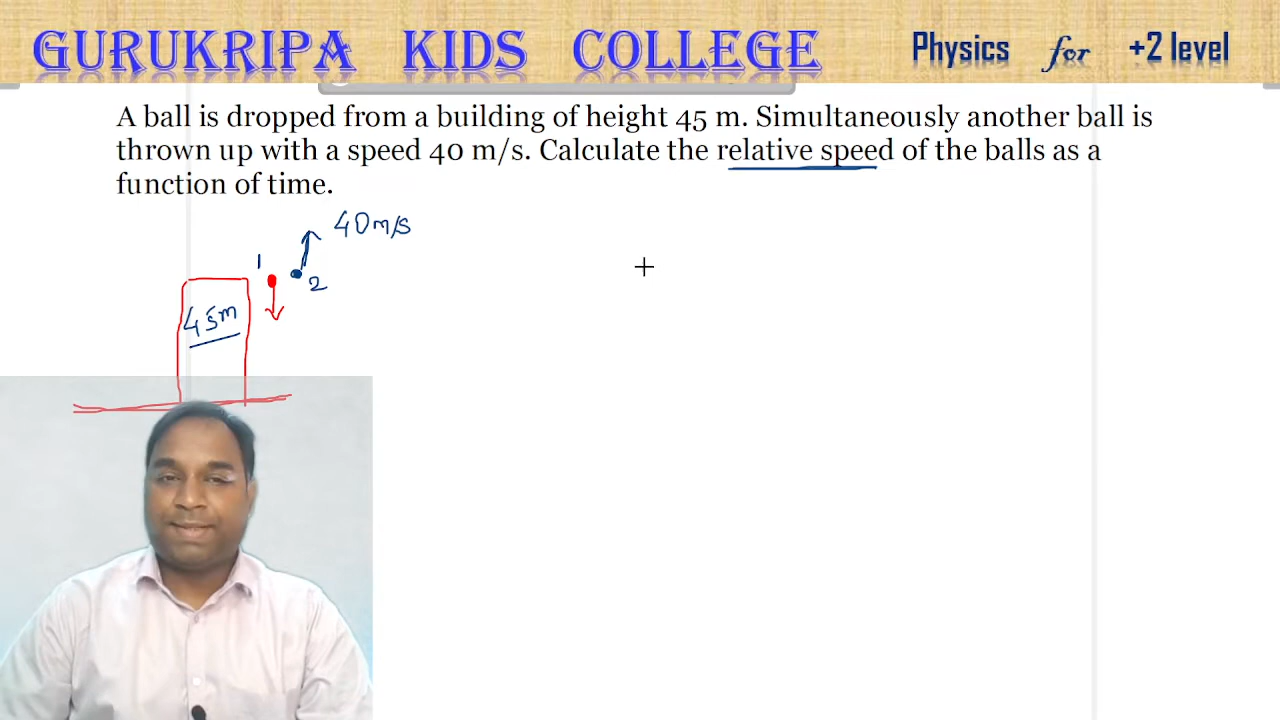 GURUKRIPA KIDS COLLEGE
Physics for +2 level
A ball is dropped from a building of height 45 m. Simultaneously another ball is
thrown up with a speed 40 m/s. Calculate the relative speed of the balls as a
function of time.
40m/s
1
2
45m